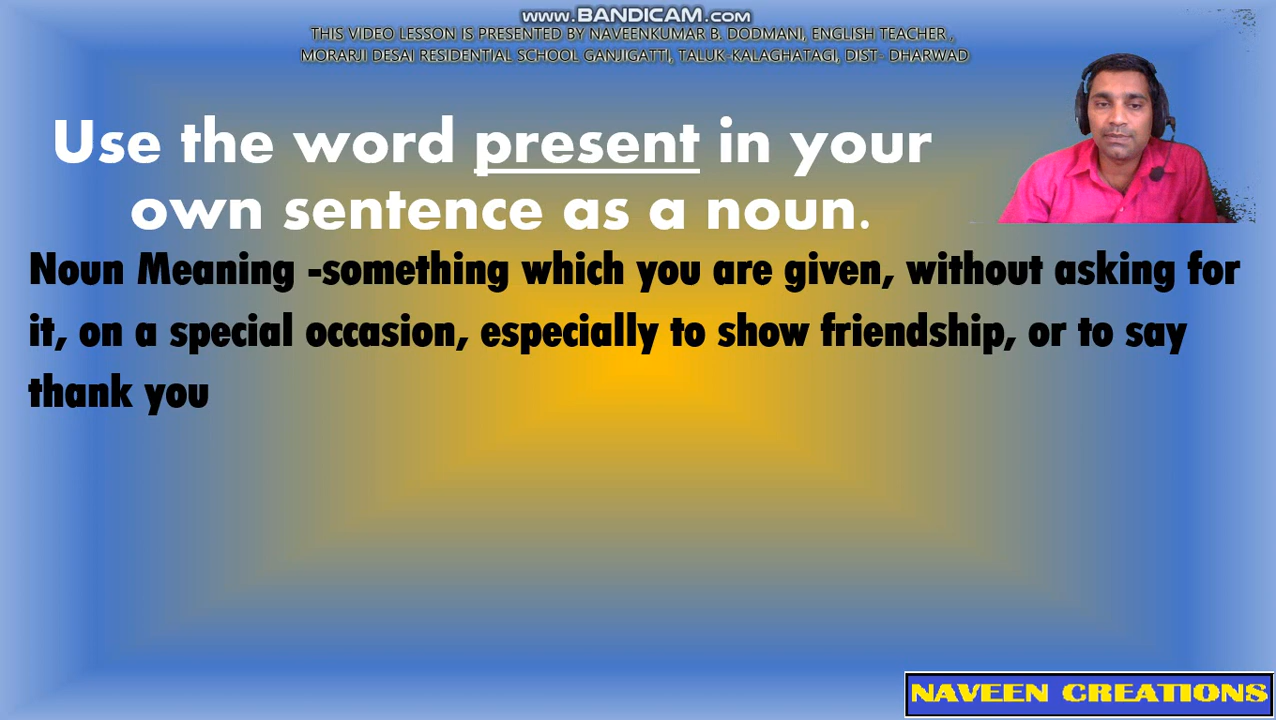 www.BANDICAM.com
THIS VIDEO LESSON IS PRESENTED BY NAVEENKUMAR B. DODMANI, ENGLISH TEACHER.,
MORARJI DESAI RESIDENTIAL SCHOOL GANJIGATTI, TALUK-KALAGHATAGI, DIST- DHARWAD
Use the word present in your
own sentence as a noun.
Noun Meaning -something which you are given, without asking for
it, on a special occasion, especially to show friendship, or to say
thank you
NAVEEN CREATIONS